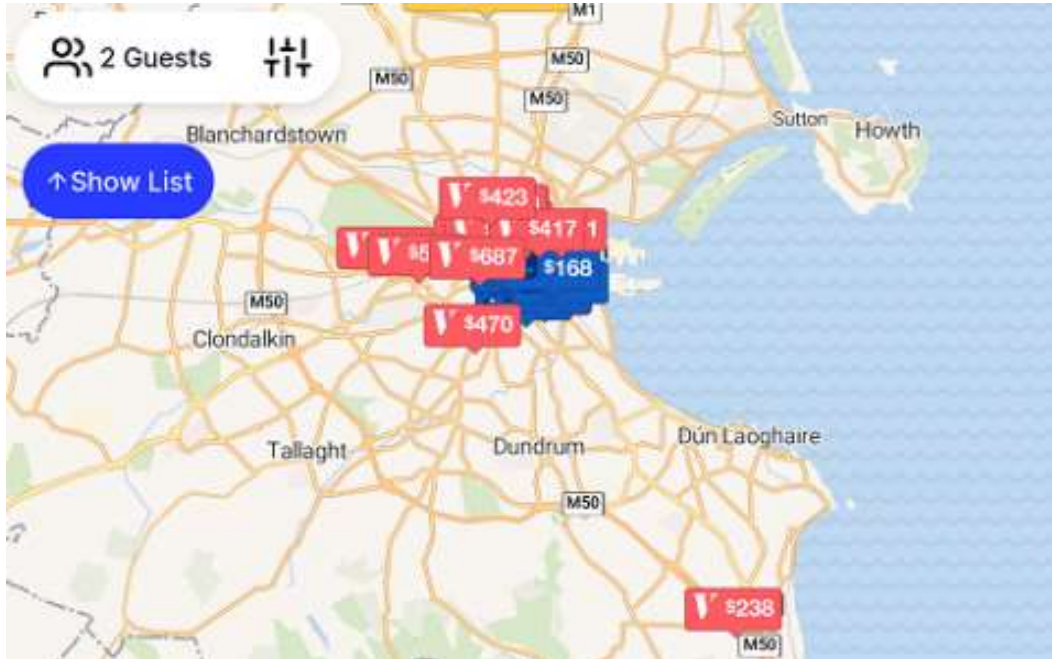 M1
2 Guests
M50
M50
M50
Sutton
Howth
Blanchardstown
↑Show List
$423
$417
1
$687
$168
M50
$470
Clondalkin
Tallaght
Dundrum
Dún Laoghaire
M50
$238
M50